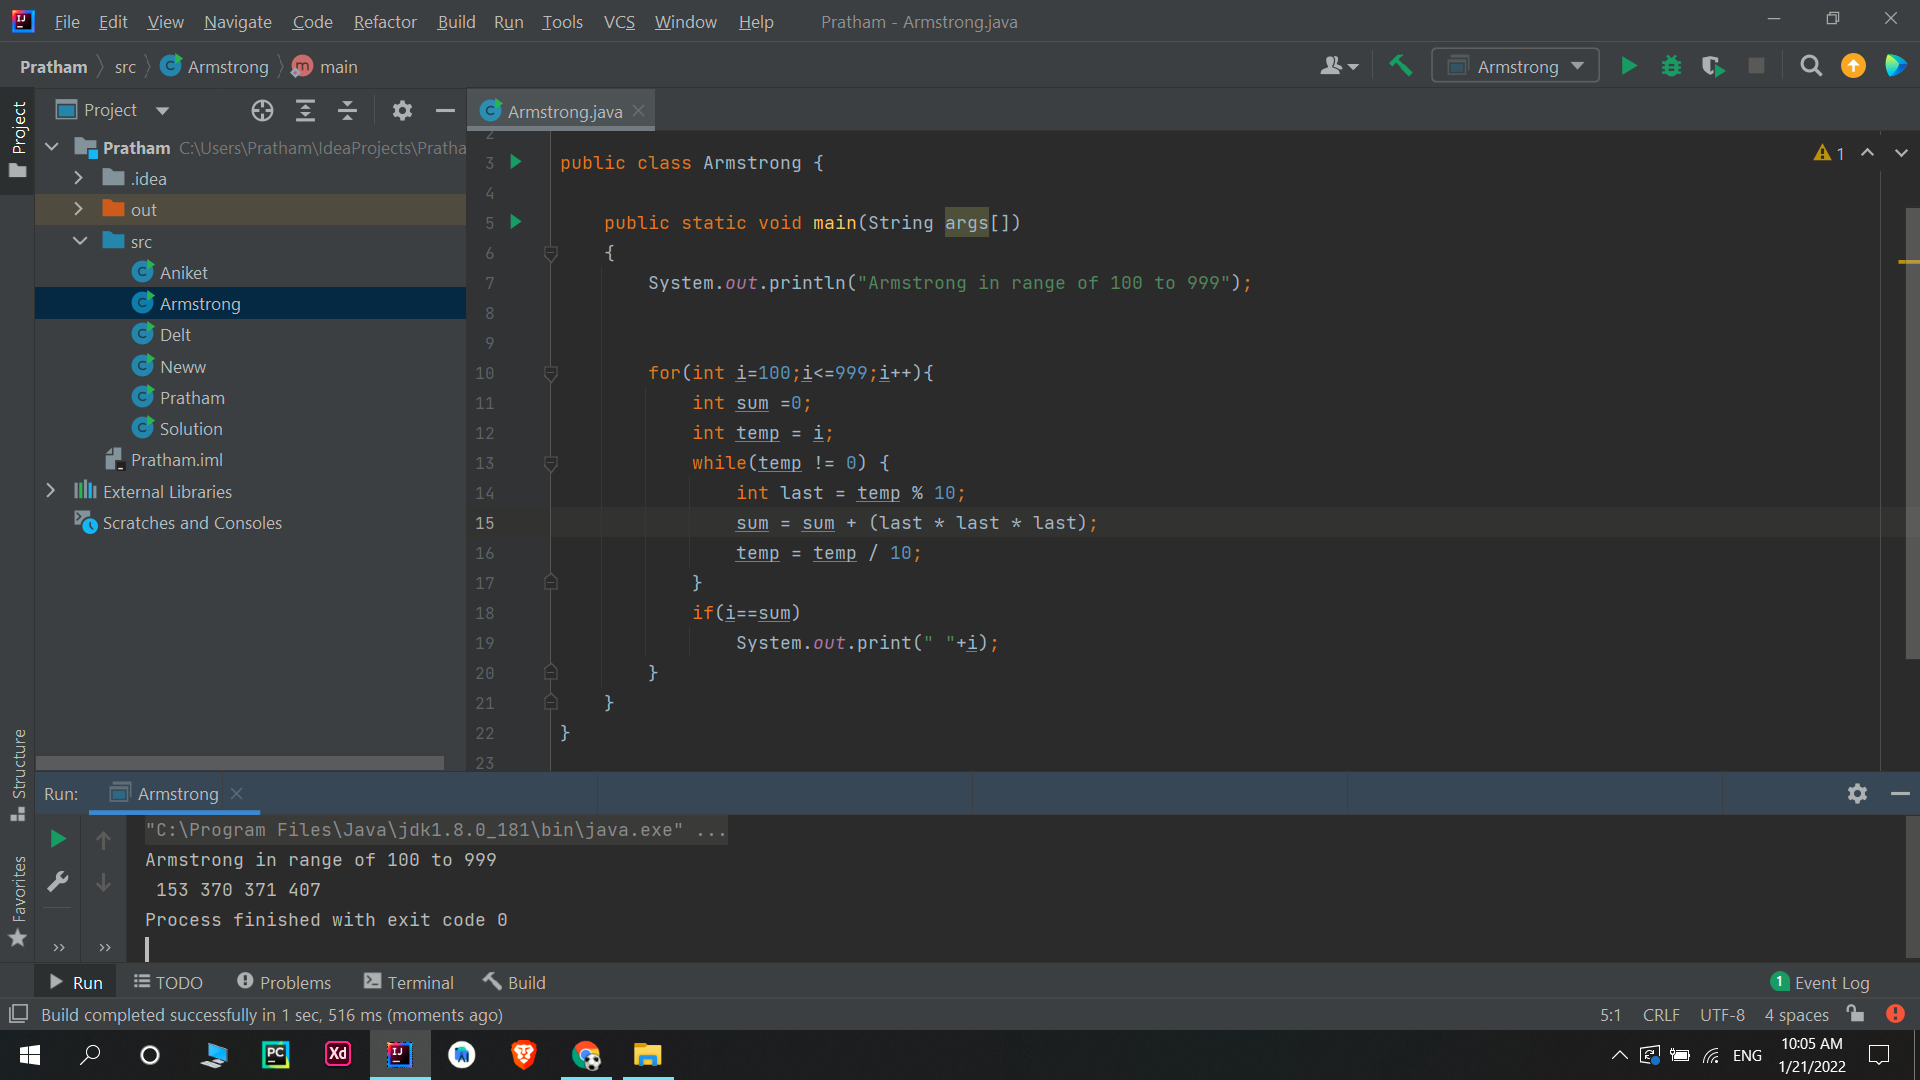 File Edit View Navigate Code Refactor Build Run Tools VCS Window Help Pratham - Armstrong.java
Pratham src Armstrong main Armstrong
Project
Project Armstrong.java
Pratham C:\Users\Pratham\IdeaProjects\Pratha
.idea
out
src
Aniket
Armstrong
Delt
Neww
Pratham
Solution
Pratham.iml
External Libraries
Scratches and Consoles
1
2
3 public class Armstrong {
4
5 public static void main(String args[])
6 {
7 System.out.println("Armstrong in range of 100 to 999");
8
9
10 for(int i=100;i<=999;i++){
11 int sum =0;
12 int temp = i;
13 while(temp != 0) {
14 int last = temp % 10;
15 sum = sum + (last * last * last);
16 temp = temp / 10;
17 }
18 if(i==sum)
19 System.out.print(" "+i);
20 }
21 }
22 }
23
Structure
Favorites
Run: Armstrong
"C:\Program Files\Java\jdk1.8.0_181\bin\java.exe" ...
Armstrong in range of 100 to 999
153 370 371 407
Process finished with exit code 0
Run TODO Problems Terminal Build 1 Event Log
Build completed successfully in 1 sec, 516 ms (moments ago) 5:1 CRLF UTF-8 4 spaces
PC Xd IJ ENG 10:05 AM
1/21/2022